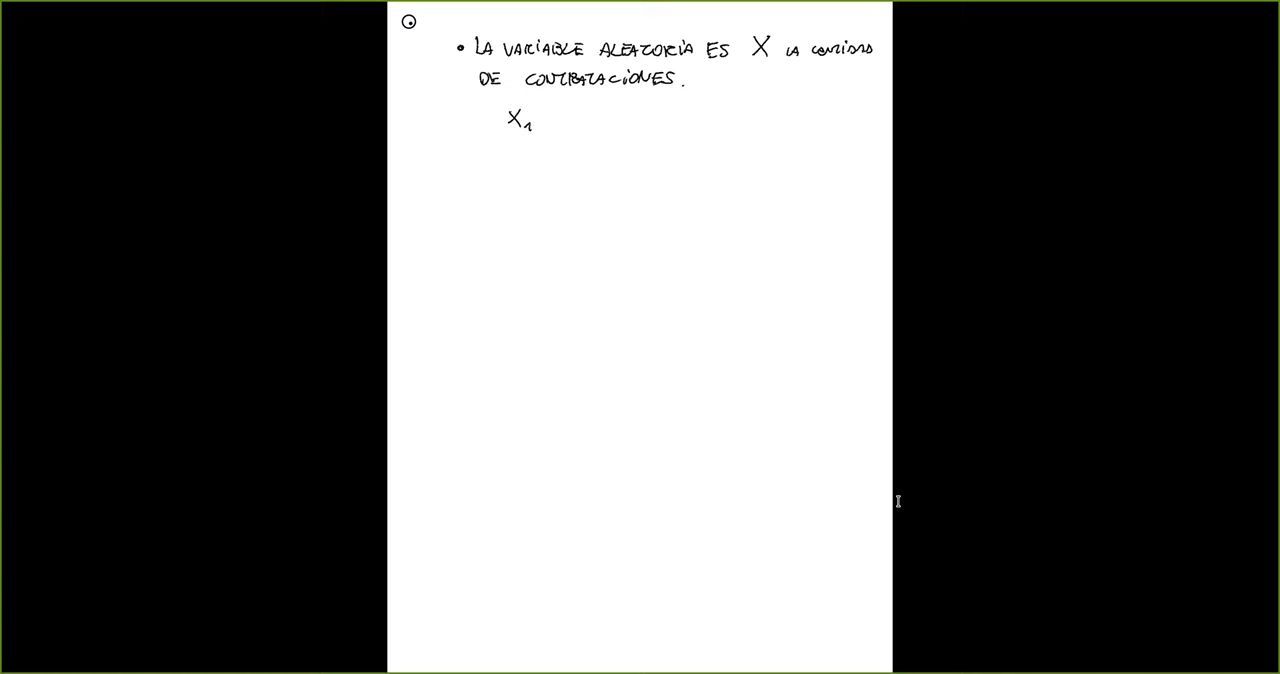 • LA VARIABLE ALEATORIA ES X LA CANTIDAD
DE CONTRATACIONES.
X₁